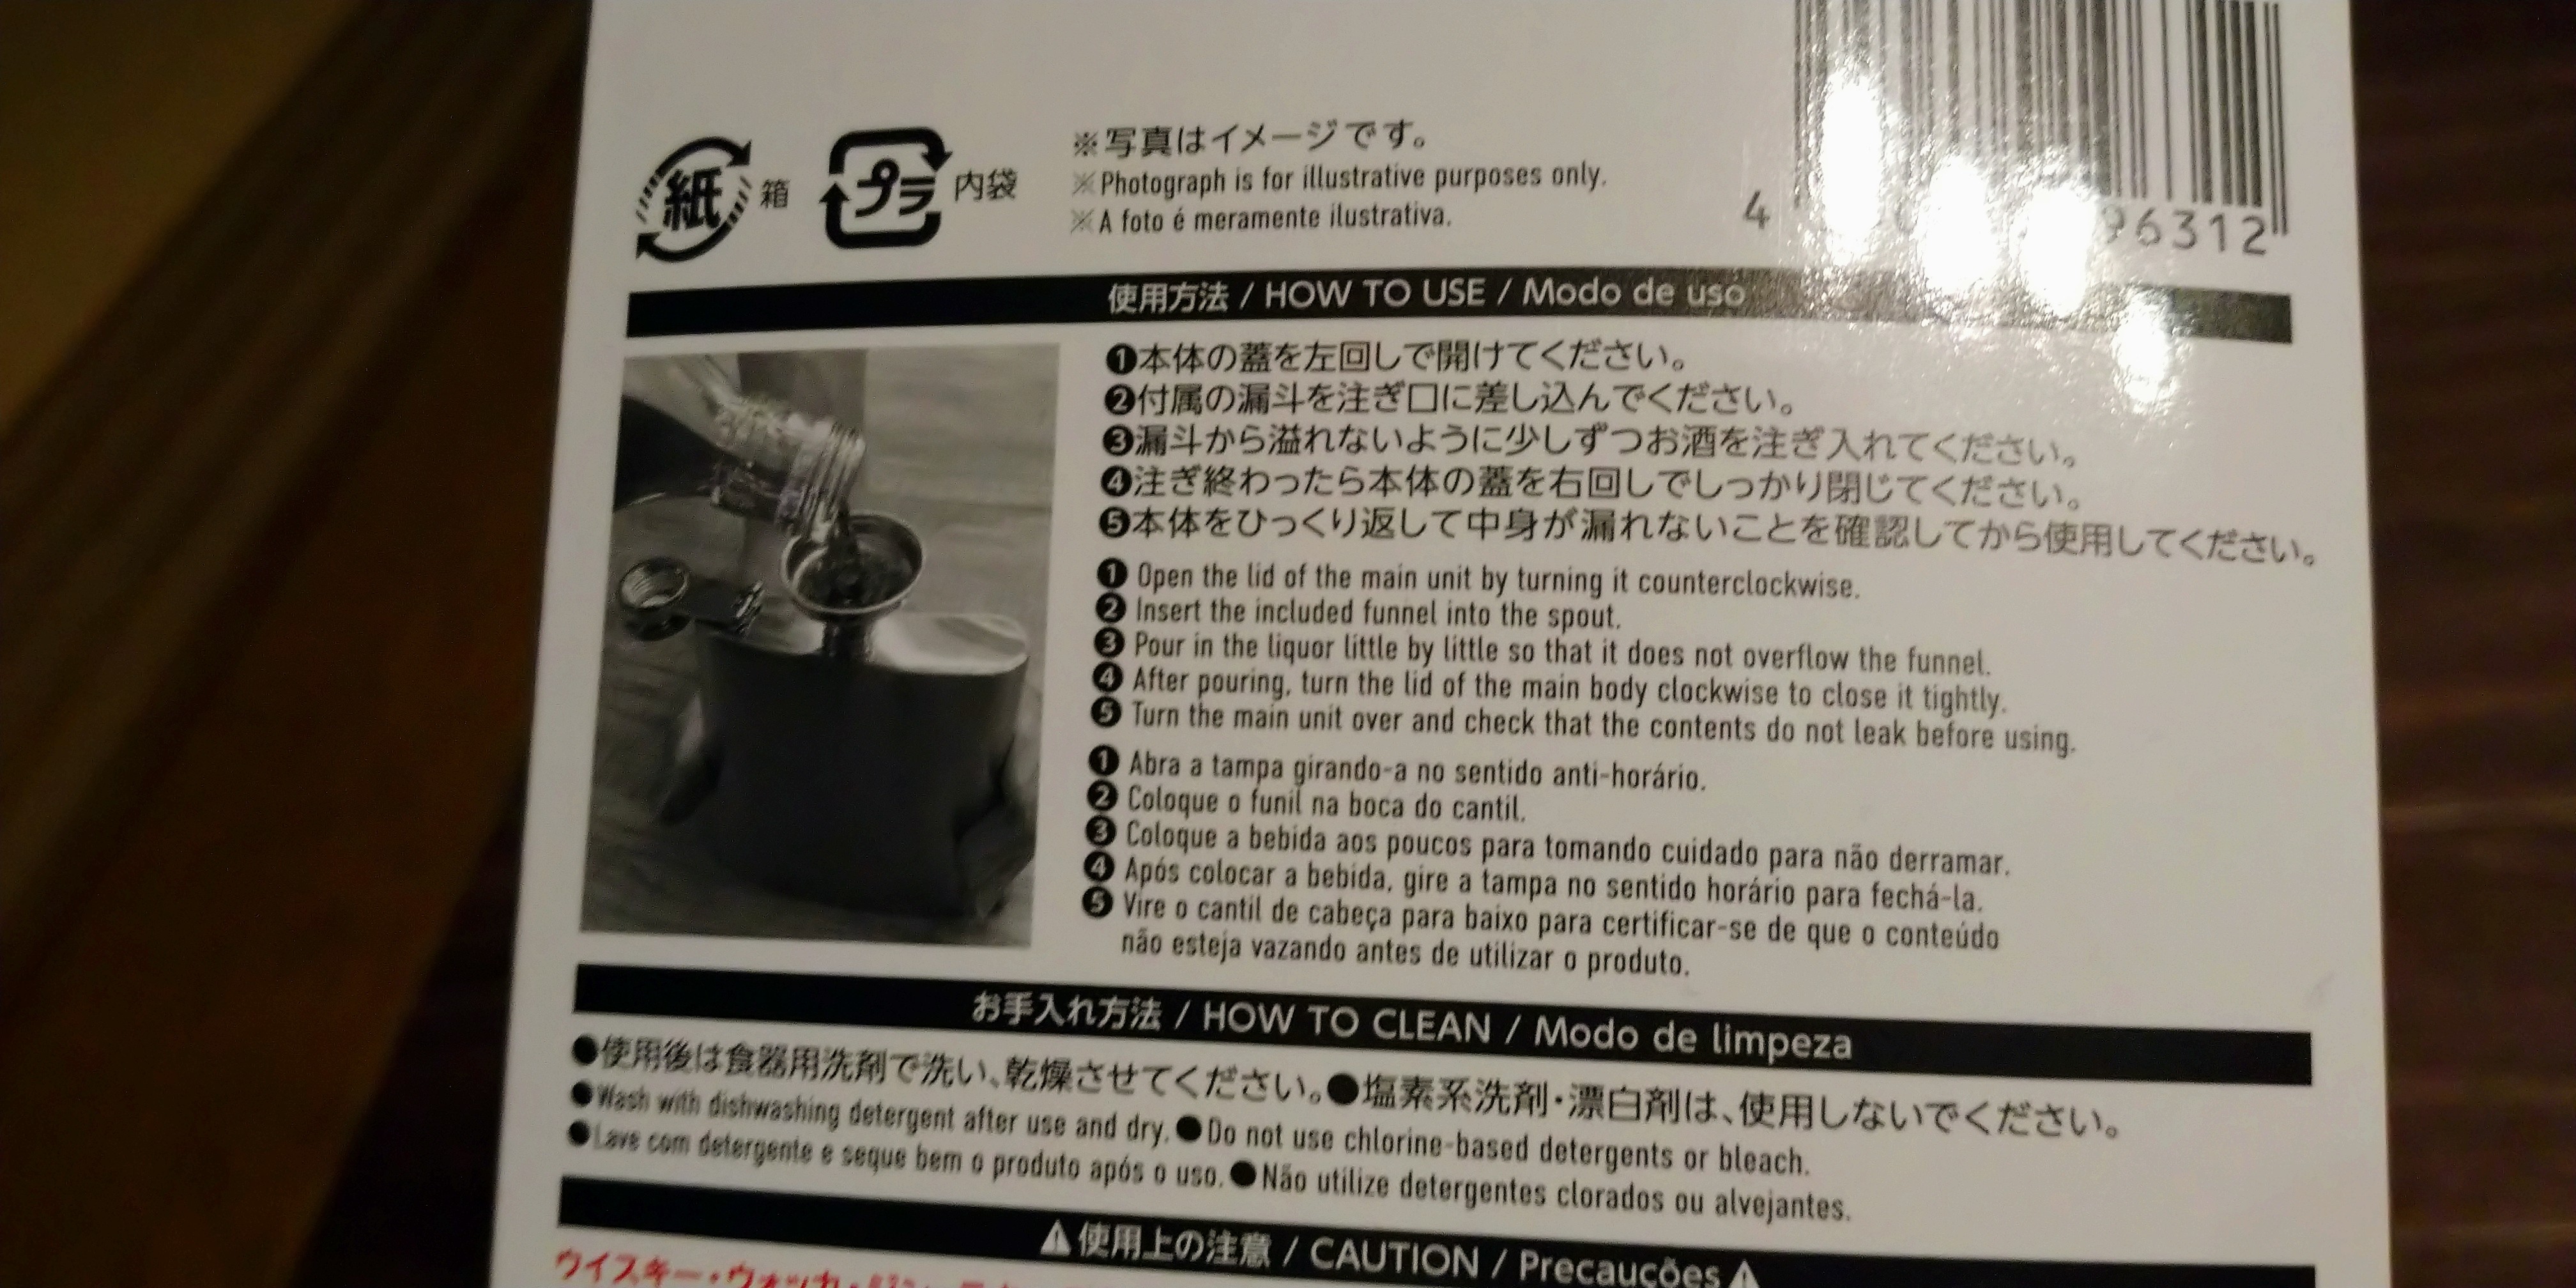 紙 箱 プラ 内袋
※写真はイメージです。
※Photograph is for illustrative purposes only.
※A foto é meramente ilustrativa.
4 96312
使用方法 / HOW TO USE / Modo de uso
❶本体の蓋を左回しで開けてください。
❷付属の漏斗を注ぎ口に差し込んでください。
❸漏斗から溢れないように少しずつお酒を注ぎ入れてください。
❹注ぎ終わったら本体の蓋を右回しでしっかり閉じてください。
❺本体をひっくり返して中身が漏れないことを確認してから使用してください。
❶ Open the lid of the main unit by turning it counterclockwise.
❷ Insert the included funnel into the spout.
❸ Pour in the liquor little by little so that it does not overflow the funnel.
❹ After pouring, turn the lid of the main body clockwise to close it tightly.
❺ Turn the main unit over and check that the contents do not leak before using.
❶ Abra a tampa girando-a no sentido anti-horário.
❷ Coloque o funil na boca do cantil.
❸ Coloque a bebida aos poucos para tomando cuidado para não derramar.
❹ Após colocar a bebida, gire a tampa no sentido horário para fechá-la.
❺ Vire o cantil de cabeça para baixo para certificar-se de que o conteúdo
não esteja vazando antes de utilizar o produto.
お手入れ方法 / HOW TO CLEAN / Modo de limpeza
●使用後は食器用洗剤で洗い、乾燥させてください。●塩素系洗剤・漂白剤は、使用しないでください。
●Wash with dishwashing detergent after use and dry.●Do not use chlorine-based detergents or bleach.
●Lave com detergente e seque bem o produto após o uso.●Não utilize detergentes clorados ou alvejantes.
⚠使用上の注意 / CAUTION / Precauções⚠
ウイスキー・ウォッカ・